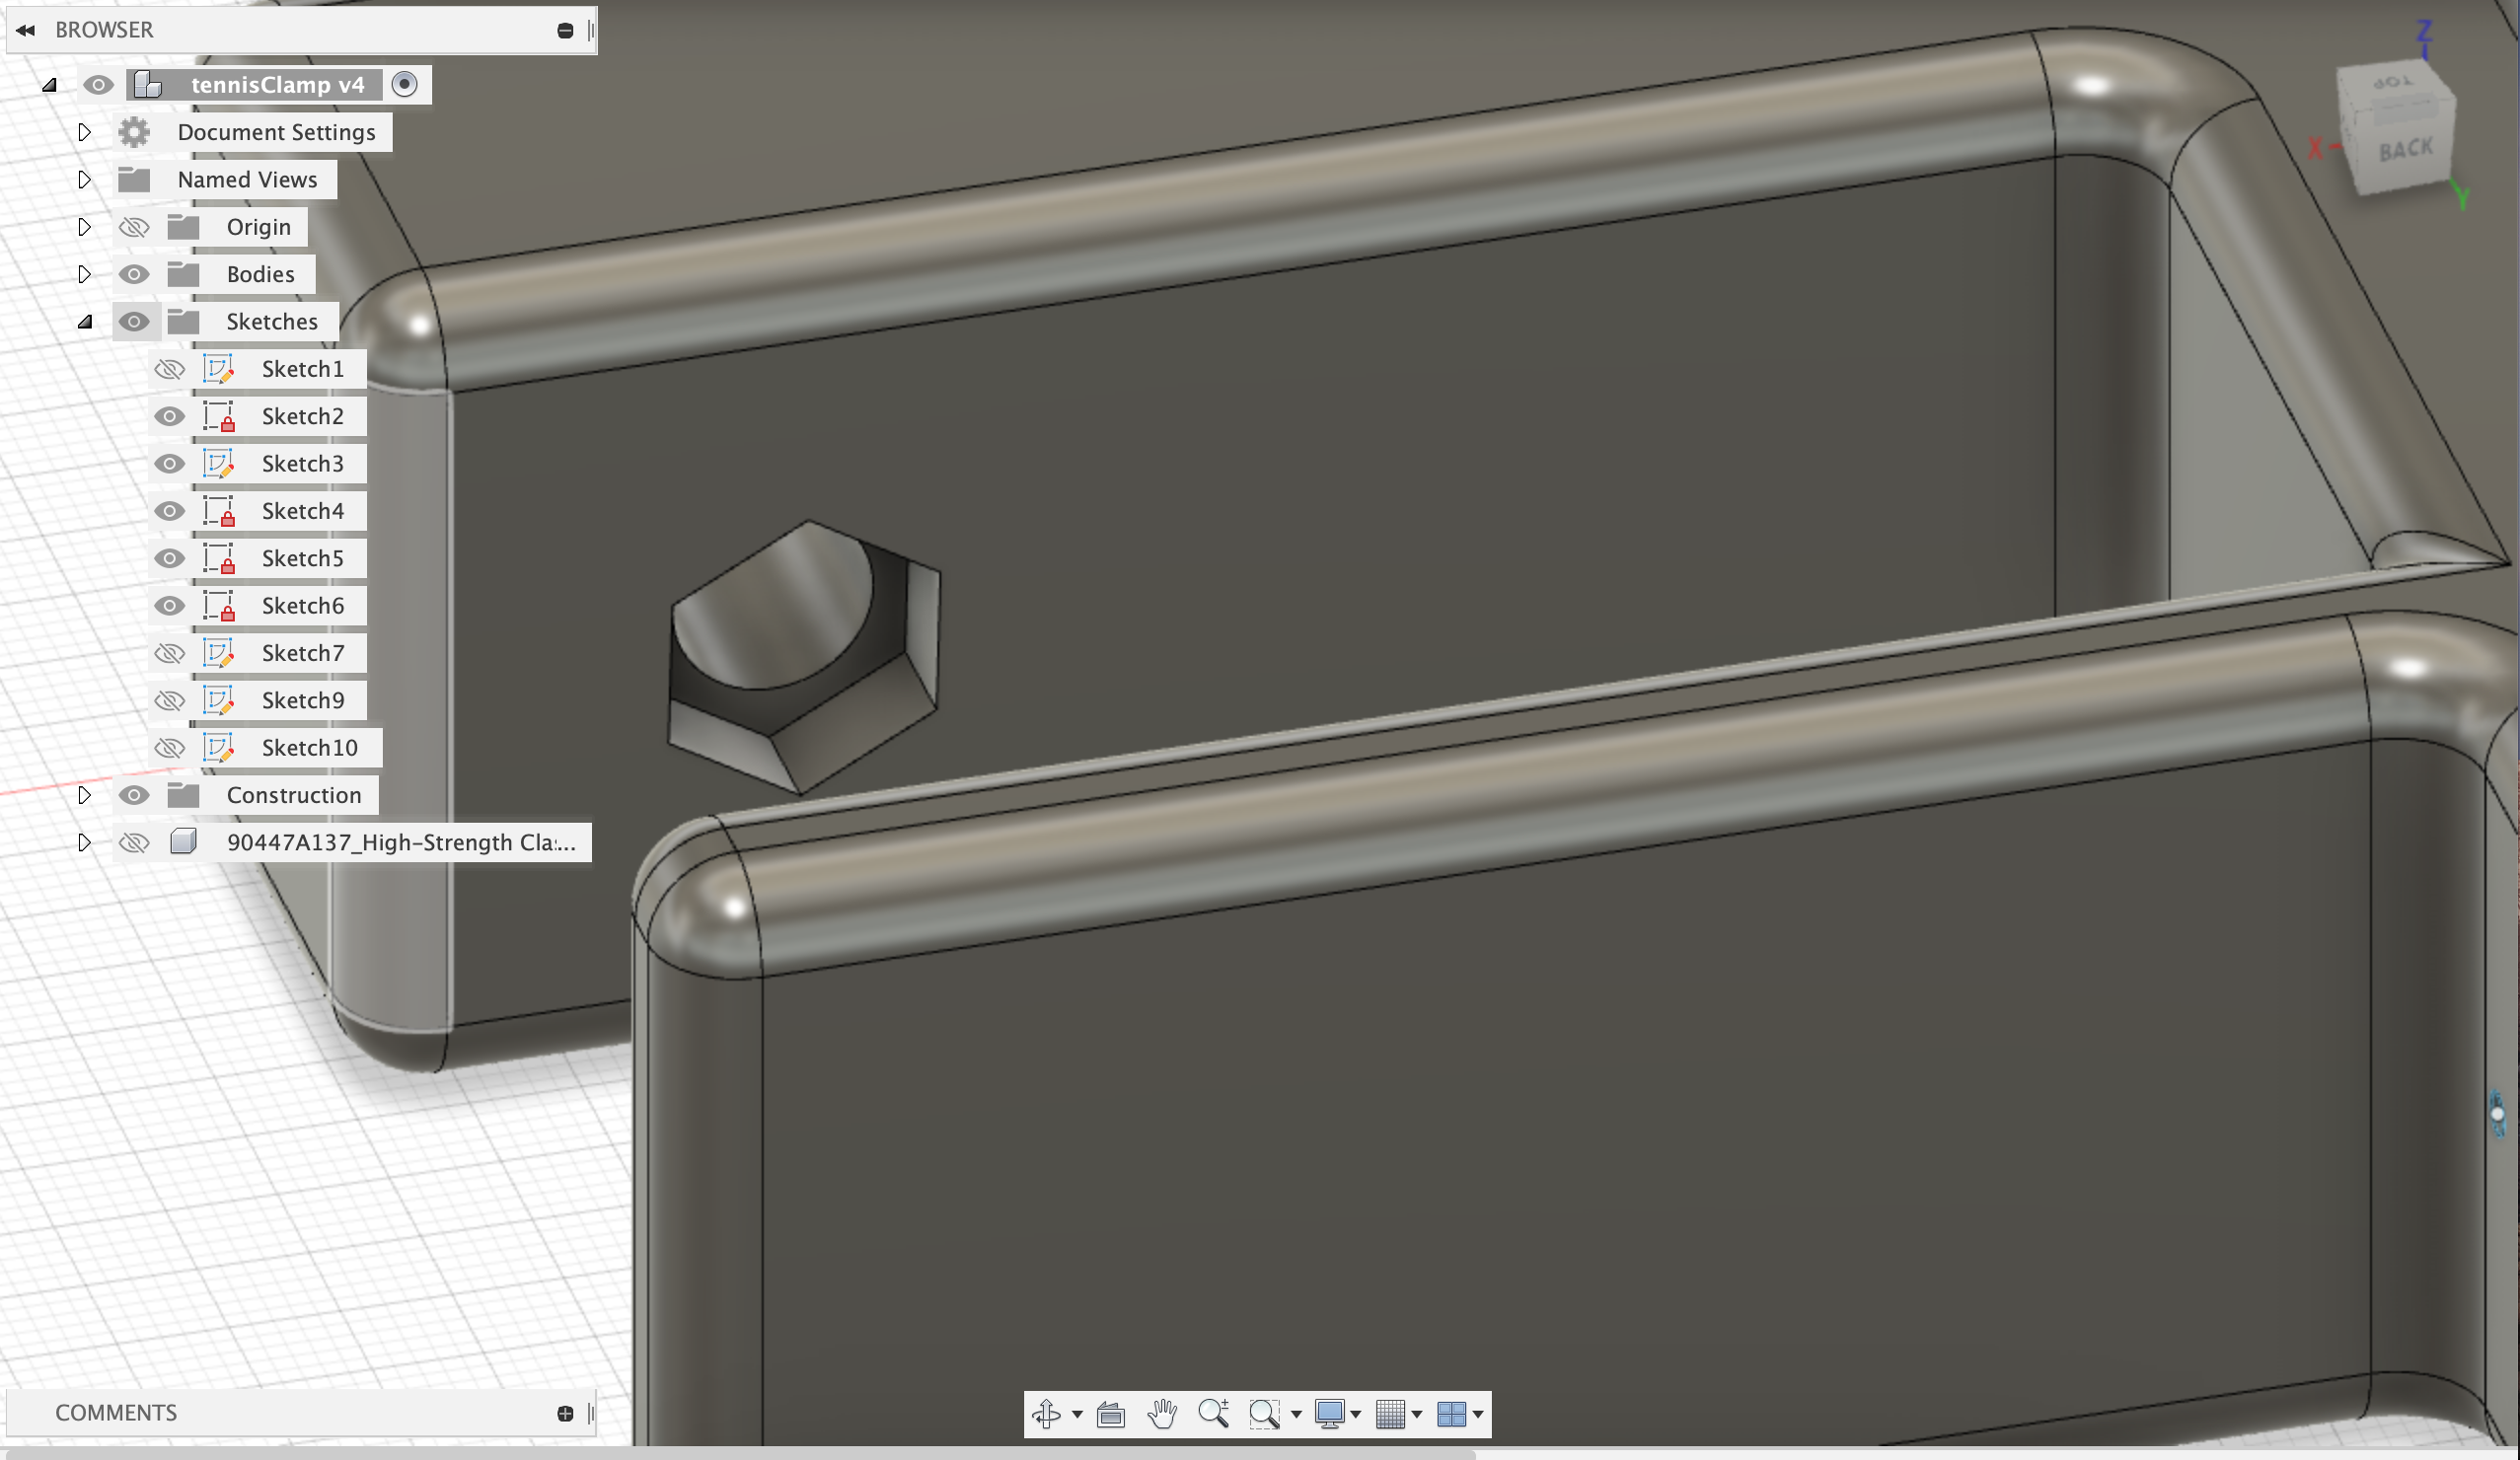 BROWSER
tennisClamp v4
Document Settings
Named Views
Origin
Bodies
Sketches
Sketch1
Sketch2
Sketch3
Sketch4
Sketch5
Sketch6
Sketch7
Sketch9
Sketch10
Construction
90447A137_High-Strength Cla...
COMMENTS
Z
TOP
X
BACK
Y